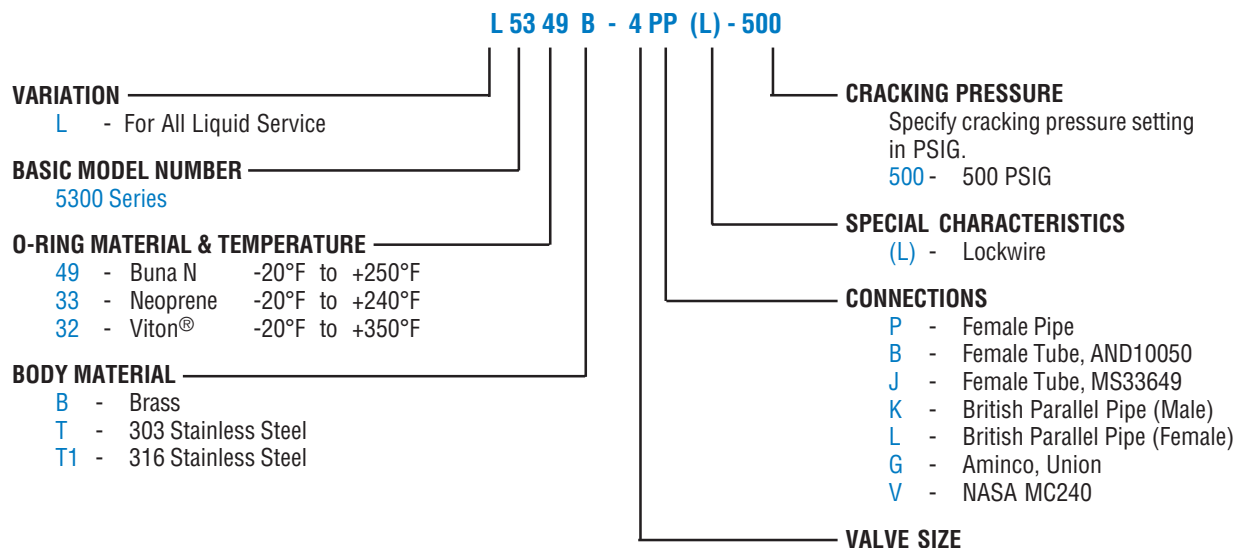 L 53 49 B - 4 PP (L) - 500
VARIATION
L - For All Liquid Service
BASIC MODEL NUMBER
5300 Series
O-RING MATERIAL & TEMPERATURE
49 - Buna N -20°F to +250°F
33 - Neoprene -20°F to +240°F
32 - Viton® -20°F to +350°F
BODY MATERIAL
B - Brass
T - 303 Stainless Steel
T1 - 316 Stainless Steel
CRACKING PRESSURE
Specify cracking pressure setting
in PSIG.
500 - 500 PSIG
SPECIAL CHARACTERISTICS
(L) - Lockwire
CONNECTIONS
P - Female Pipe
B - Female Tube, AND10050
J - Female Tube, MS33649
K - British Parallel Pipe (Male)
L - British Parallel Pipe (Female)
G - Aminco, Union
V - NASA MC240
VALVE SIZE